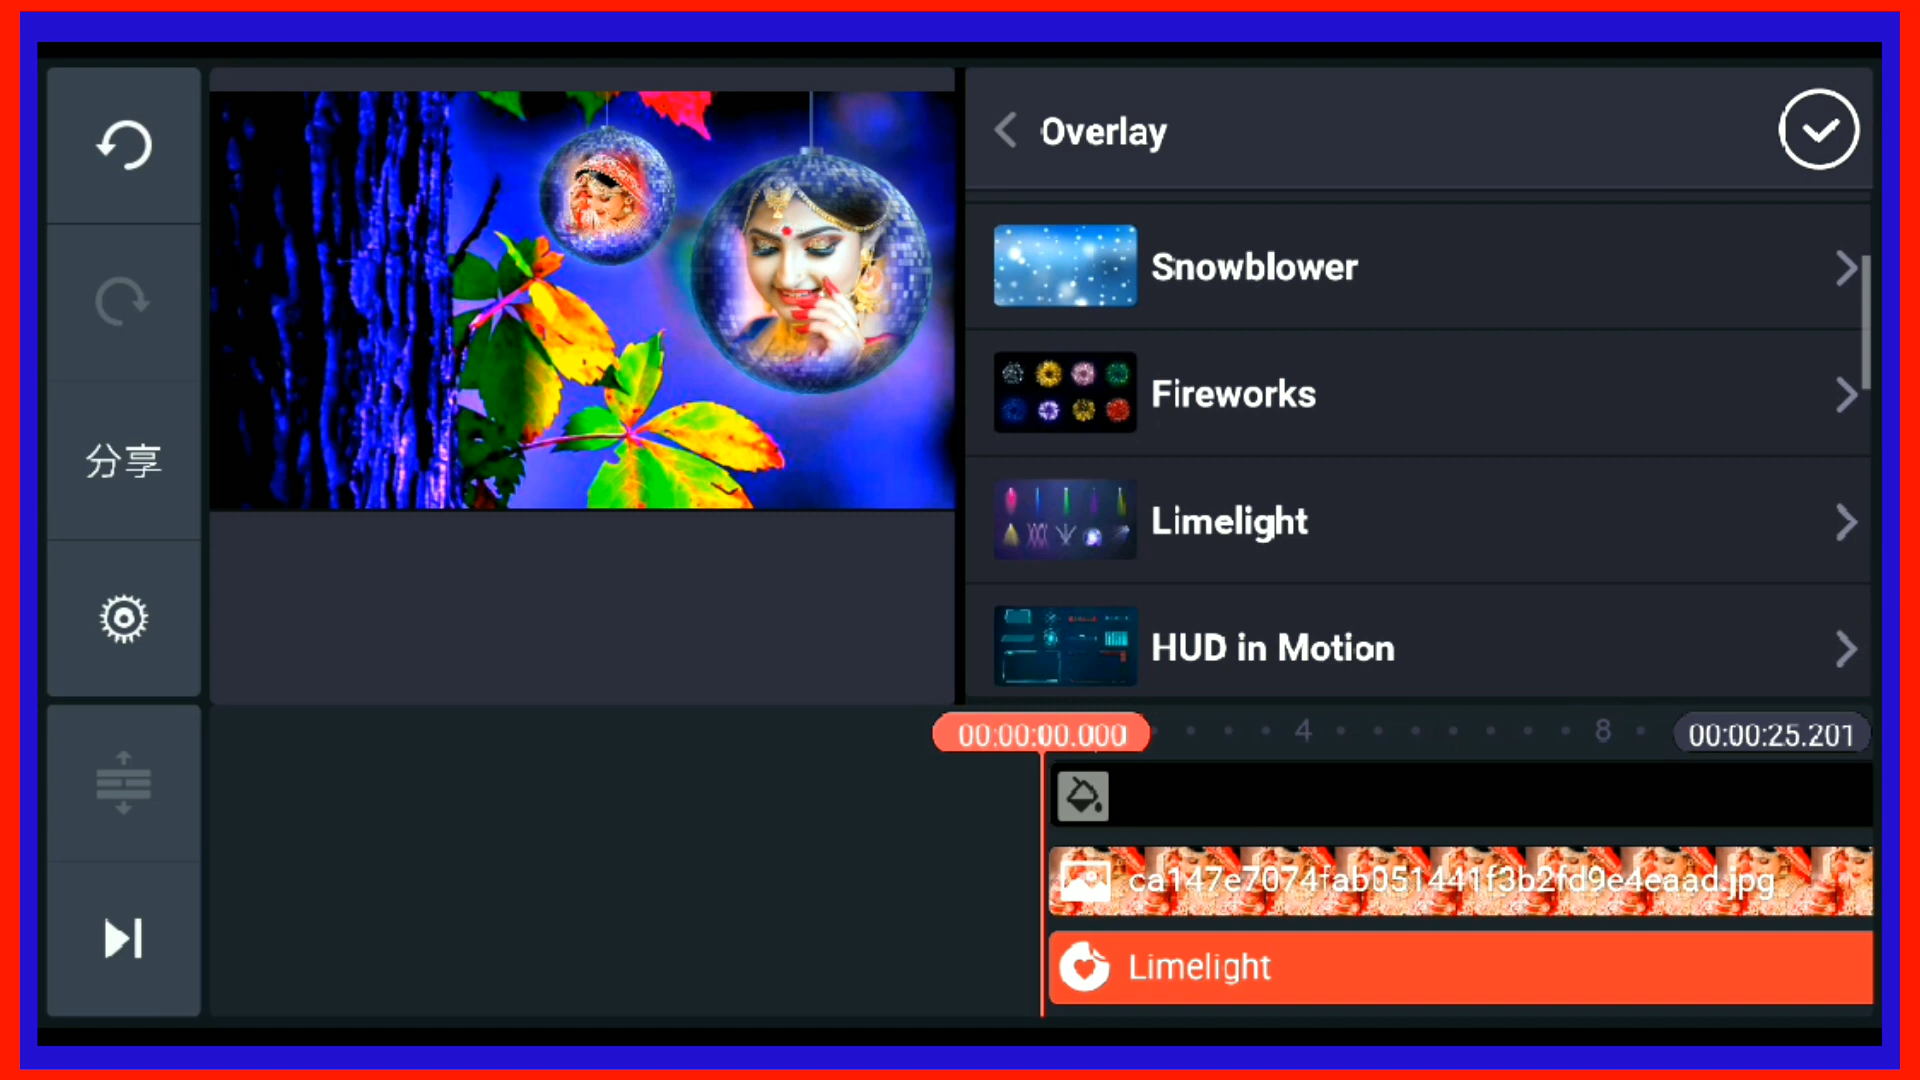 Overlay
Snowblower
Fireworks
分享
Limelight
HUD in Motion
00:00:00.000
4
8
00:00:25.201
ca147e7074fab051441f3b2fd9e4eaad.jpg
Limelight